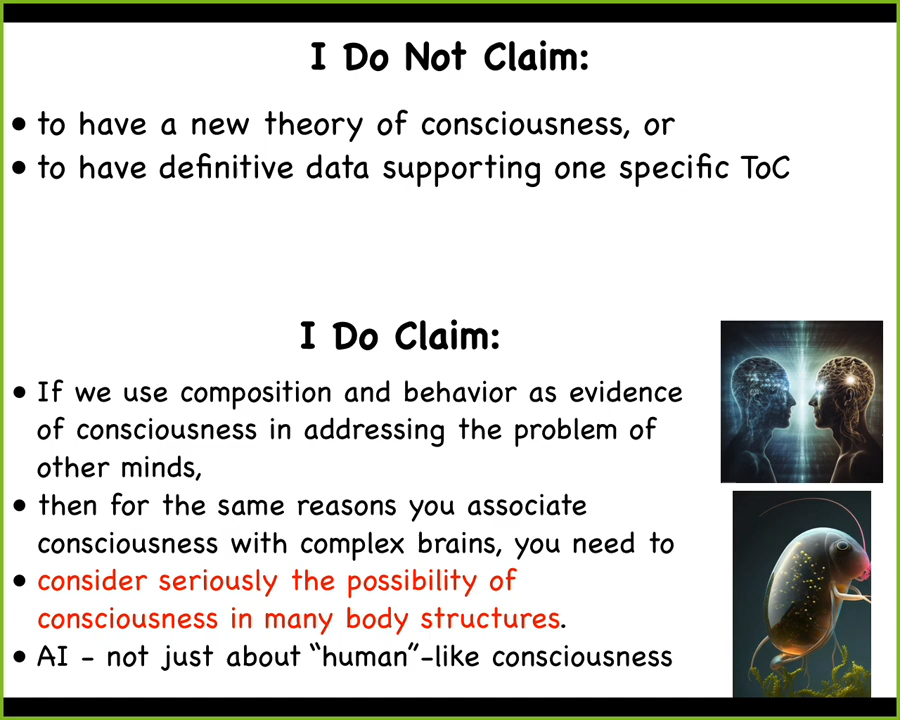 I Do Not Claim:
• to have a new theory of consciousness, or
• to have definitive data supporting one specific ToC
I Do Claim:
• If we use composition and behavior as evidence
of consciousness in addressing the problem of
other minds,
• then for the same reasons you associate
consciousness with complex brains, you need to
• consider seriously the possibility of
consciousness in many body structures.
• AI - not just about “human”-like consciousness